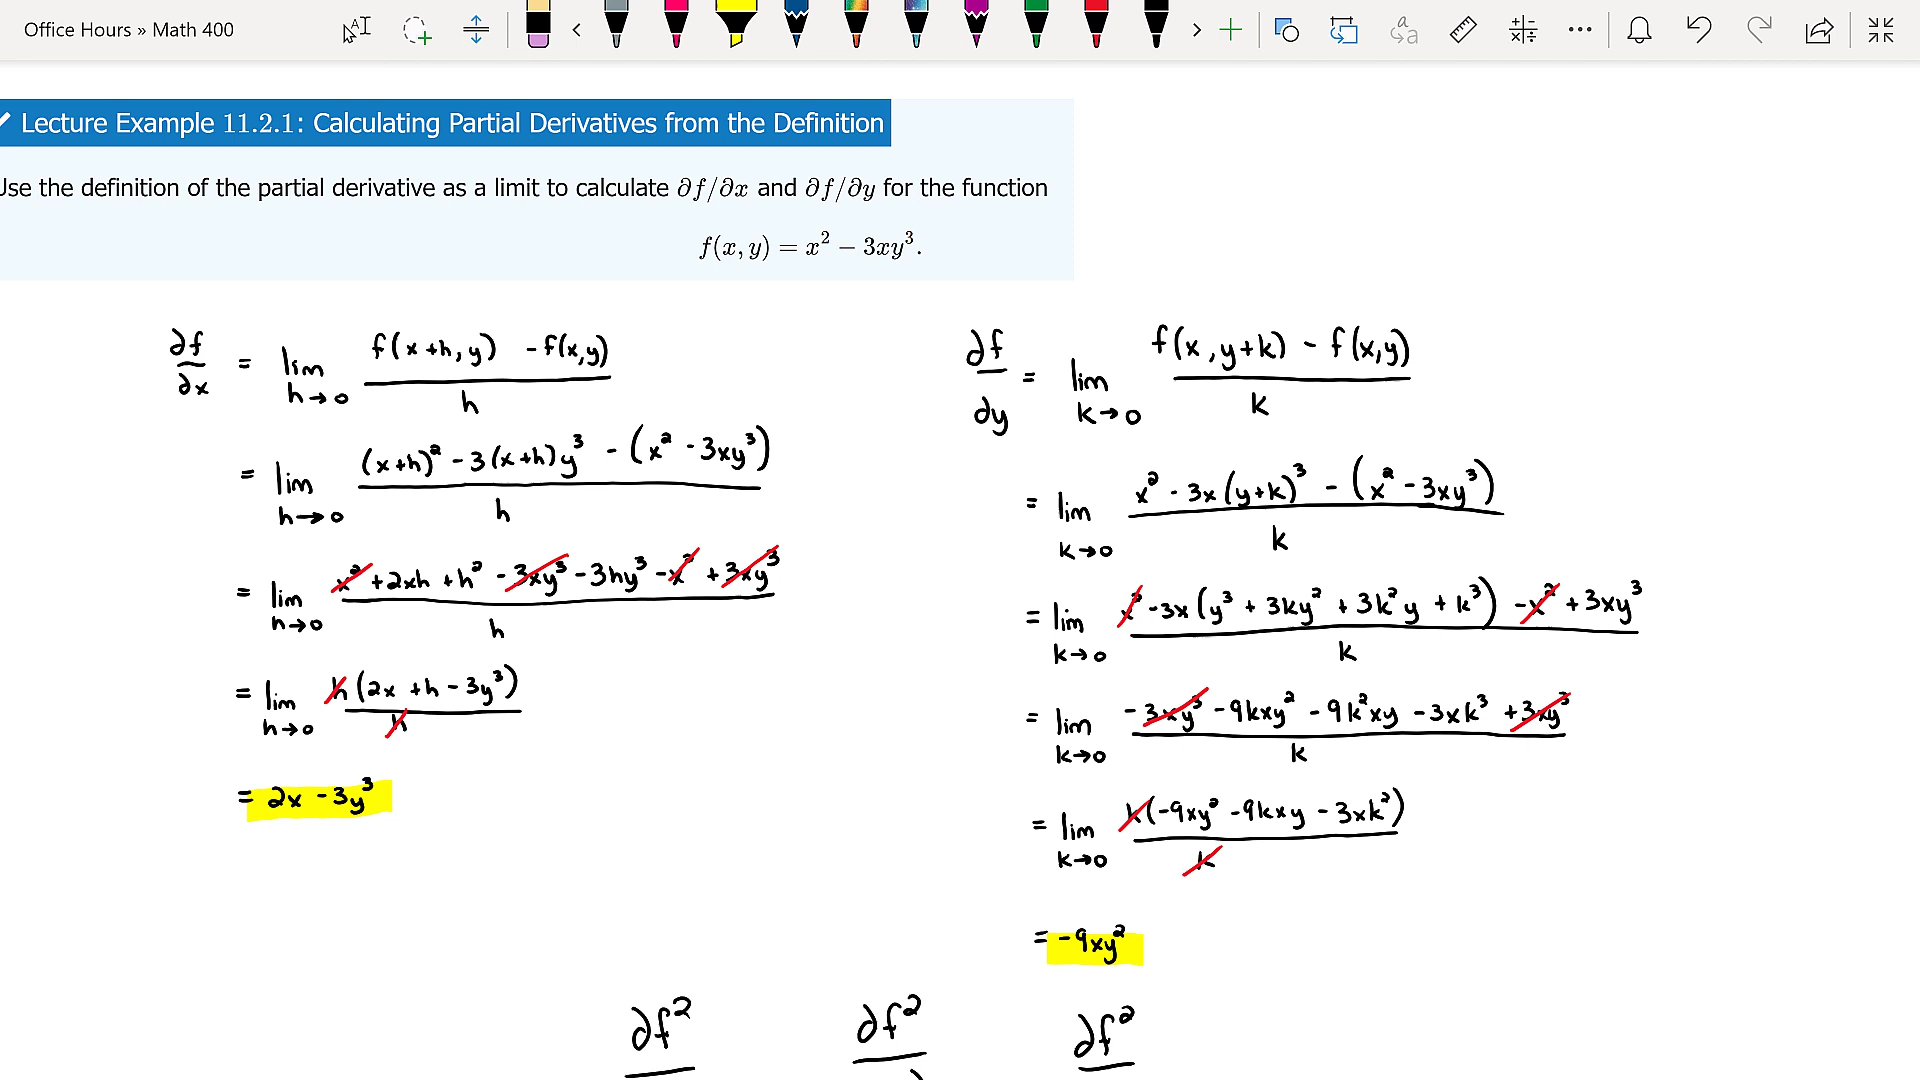 Office Hours » Math 400
Lecture Example 11.2.1: Calculating Partial Derivatives from the Definition
Use the definition of the partial derivative as a limit to calculate ∂f/∂x and ∂f/∂y for the function
f(x, y) = x² − 3xy³.
∂f/∂x = lim h→0 (f(x+h, y) − f(x,y))/h
= lim h→0 ((x+h)² − 3(x+h)y³ − (x² − 3xy³))/h
= lim h→0 (x² + 2xh + h² − 3xy³ − 3hy³ − x² + 3xy³)/h
= lim h→0 h(2x + h − 3y³)/h
= 2x − 3y³
∂f/∂y = lim k→0 (f(x, y+k) − f(x,y))/k
= lim k→0 (x² − 3x(y+k)³ − (x² − 3xy³))/k
= lim k→0 (x² − 3x(y³ + 3ky² + 3k²y + k³) − x² + 3xy³)/k
= lim k→0 (−3xy³ − 9kxy² − 9k²xy − 3xk³ + 3xy³)/k
= lim k→0 k(−9xy² − 9kxy − 3xk²)/k
= −9xy²
∂f² ∂f² ∂f²